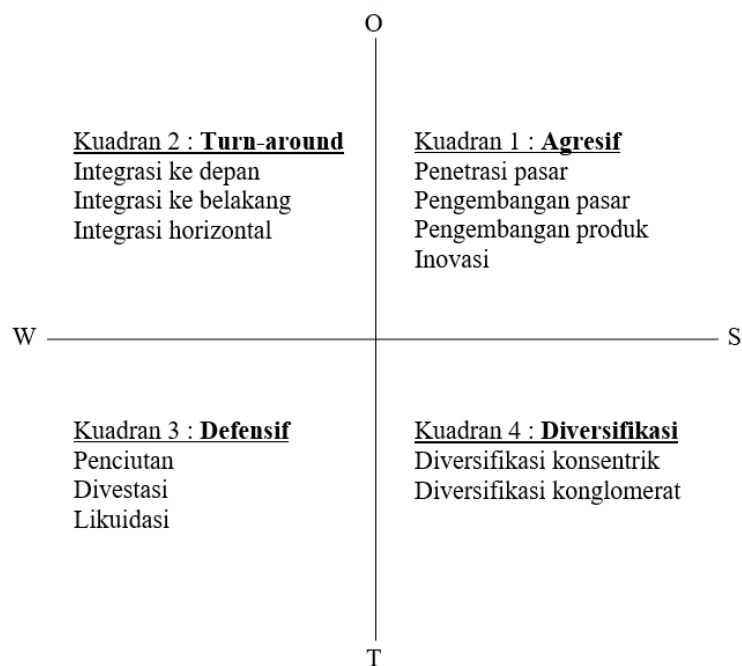 O
Kuadran 2 : Turn-around
Integrasi ke depan
Integrasi ke belakang
Integrasi horizontal
Kuadran 1 : Agresif
Penetrasi pasar
Pengembangan pasar
Pengembangan produk
Inovasi
W
S
Kuadran 3 : Defensif
Penciutan
Divestasi
Likuidasi
Kuadran 4 : Diversifikasi
Diversifikasi konsentrik
Diversifikasi konglomerat
T